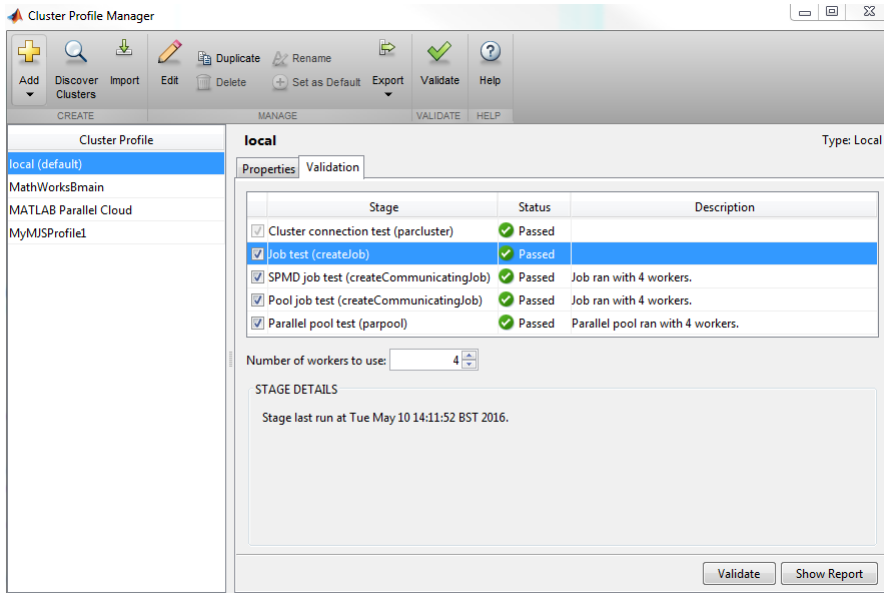 Cluster Profile Manager
Add
Discover Clusters
Import
Edit
Duplicate
Delete
Rename
Set as Default
Export
Validate
Help
CREATE
MANAGE
VALIDATE
HELP
Cluster Profile
local (default)
MathWorksBmain
MATLAB Parallel Cloud
MyMJSProfile1
local
Type: Local
Properties
Validation
Stage Status Description
Cluster connection test (parcluster) Passed
Job test (createJob) Passed
SPMD job test (createCommunicatingJob) Passed Job ran with 4 workers.
Pool job test (createCommunicatingJob) Passed Job ran with 4 workers.
Parallel pool test (parpool) Passed Parallel pool ran with 4 workers.
Number of workers to use: 4
STAGE DETAILS
Stage last run at Tue May 10 14:11:52 BST 2016.
Validate
Show Report